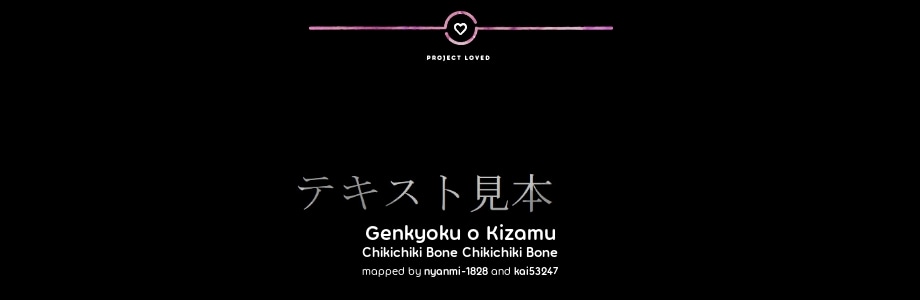 PROJECT LOVED
テキスト見本
Genkyoku o Kizamu
Chikichiki Bone Chikichiki Bone
mapped by nyanmi-1828 and kai53247